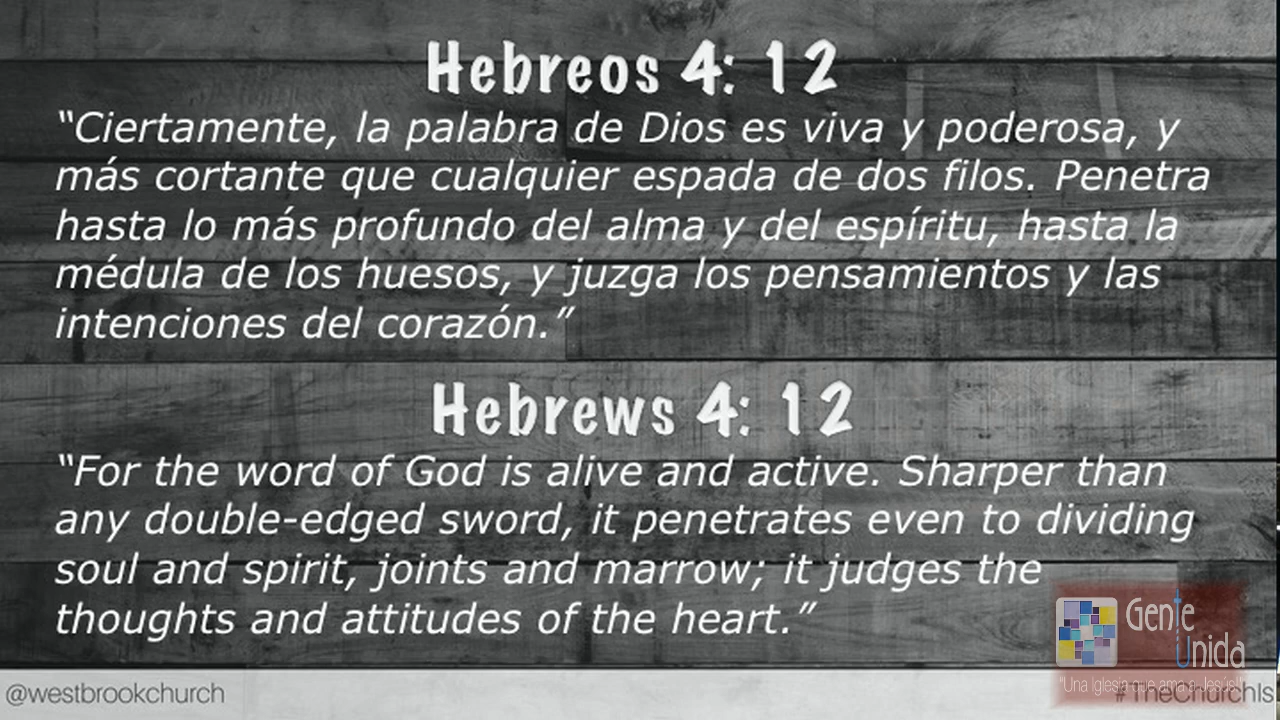 Hebreos 4: 12
“Ciertamente, la palabra de Dios es viva y poderosa, y
más cortante que cualquier espada de dos filos. Penetra
hasta lo más profundo del alma y del espíritu, hasta la
médula de los huesos, y juzga los pensamientos y las
intenciones del corazón.”
Hebrews 4: 12
“For the word of God is alive and active. Sharper than
any double-edged sword, it penetrates even to dividing
soul and spirit, joints and marrow; it judges the
thoughts and attitudes of the heart.”
Gente
Unida
"Una Iglesia que ama a Jesús!"
@westbrookchurch
#TheChurchIs